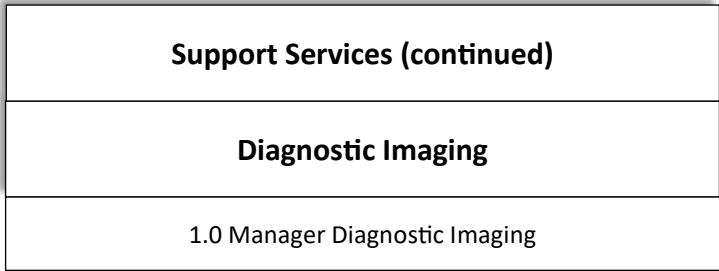 Support Services (continued)
Diagnostic Imaging
1.0 Manager Diagnostic Imaging